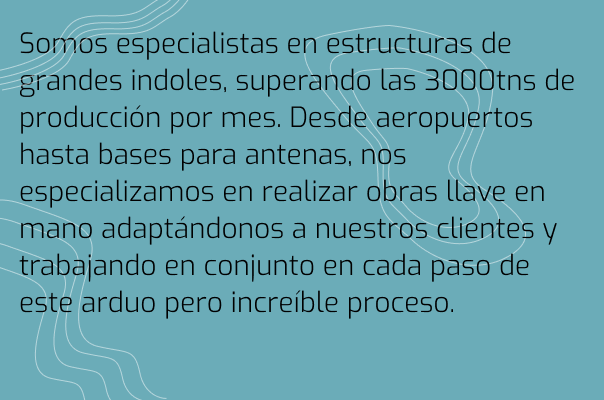 Somos especialistas en estructuras de
grandes indoles, superando las 3000tns de
producción por mes. Desde aeropuertos
hasta bases para antenas, nos
especializamos en realizar obras llave en
mano adaptándonos a nuestros clientes y
trabajando en conjunto en cada paso de
este arduo pero increíble proceso.